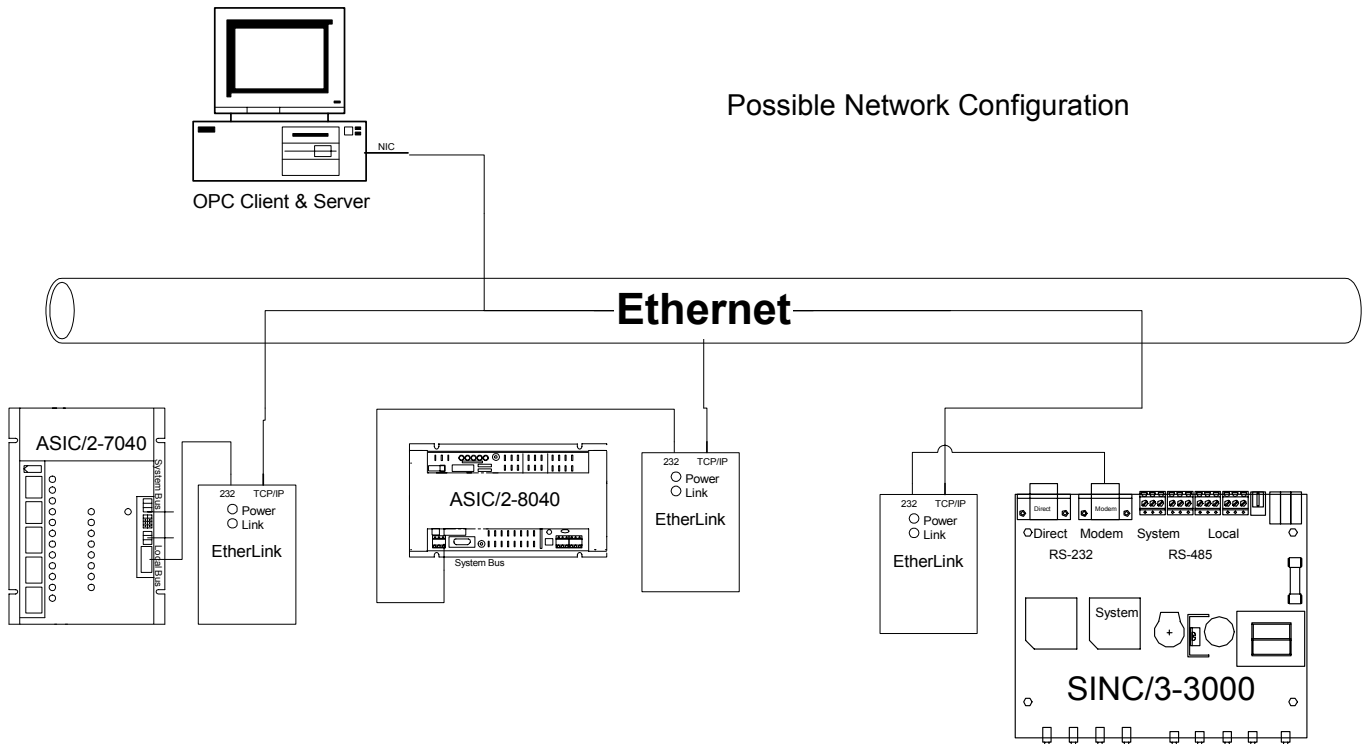 Possible Network Configuration
NIC
OPC Client & Server
Ethernet
ASIC/2-7040
System Bus
Local Bus
232 TCP/IP
Power
Link
EtherLink
ASIC/2-8040
System Bus
232 TCP/IP
Power
Link
EtherLink
232 TCP/IP
Power
Link
EtherLink
Direct
Modem
Direct Modem System Local
RS-232 RS-485
System
SINC/3-3000